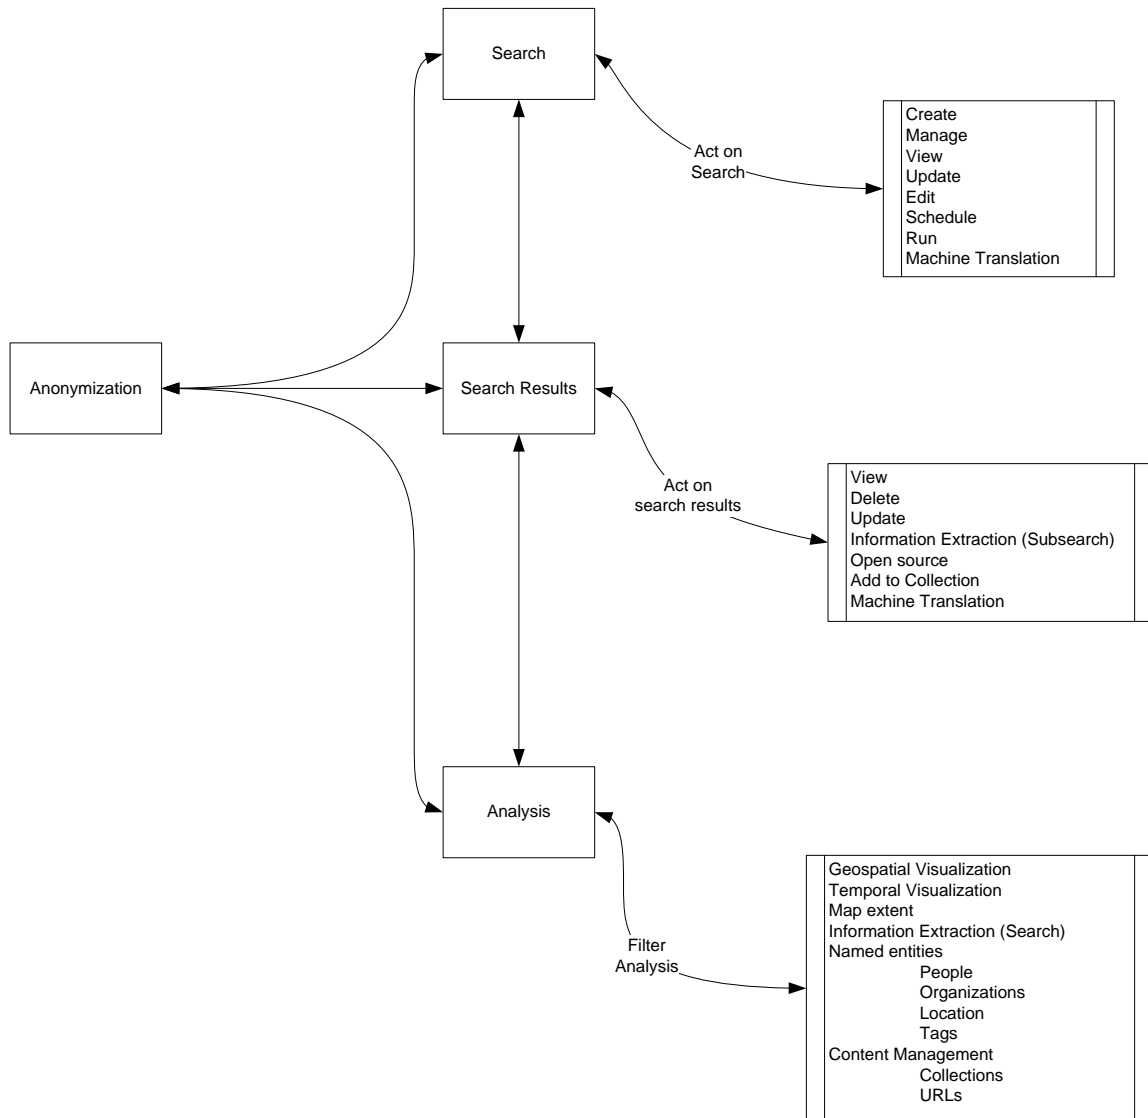 Search
Act on
Search
Create
Manage
View
Update
Edit
Schedule
Run
Machine Translation
Anonymization
Search Results
Act on
search results
View
Delete
Update
Information Extraction (Subsearch)
Open source
Add to Collection
Machine Translation
Analysis
Filter
Analysis
Geospatial Visualization
Temporal Visualization
Map extent
Information Extraction (Search)
Named entities
People
Organizations
Location
Tags
Content Management
Collections
URLs